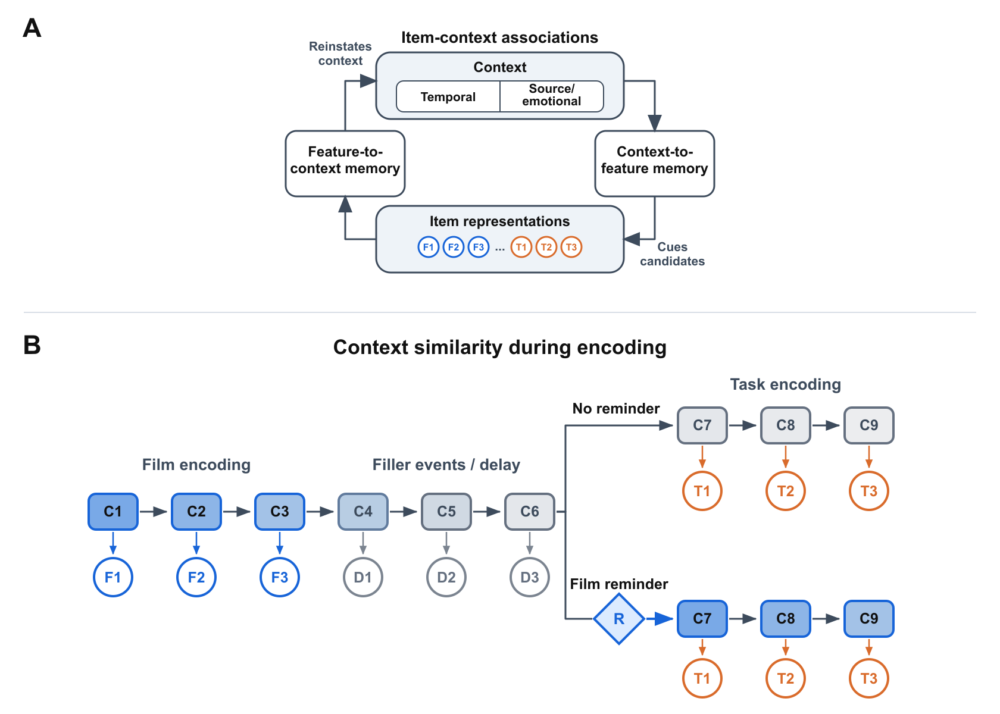 A
Item-context associations
Reinstates
context
Context
Temporal
Source/
emotional
Feature-to-
context memory
Context-to-
feature memory
Item representations
F1 F2 F3 ... T1 T2 T3
Cues
candidates
B
Context similarity during encoding
Task encoding
No reminder
C7 C8 C9
T1 T2 T3
Film encoding
Filler events / delay
C1 C2 C3 C4 C5 C6
F1 F2 F3 D1 D2 D3
Film reminder
R C7 C8 C9
T1 T2 T3